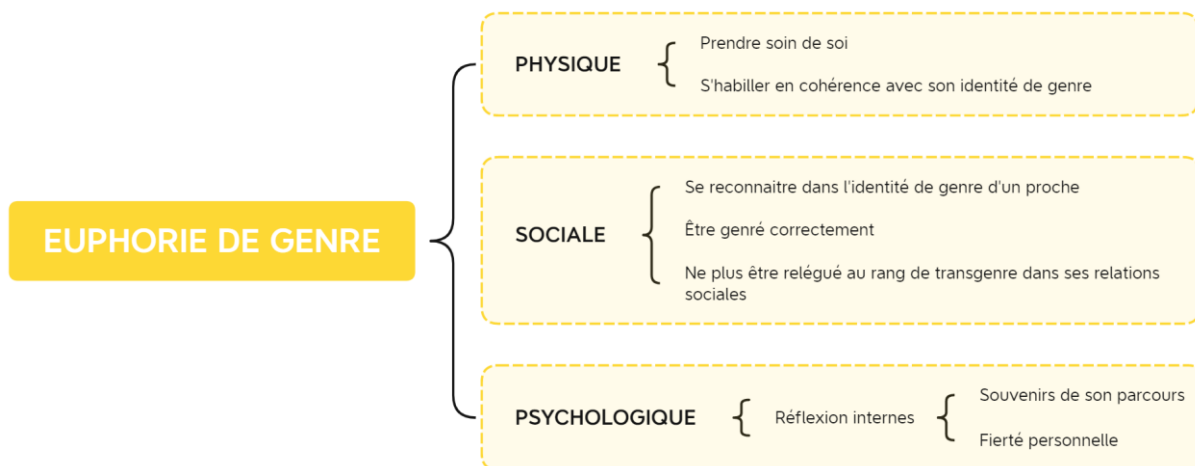 EUPHORIE DE GENRE
PHYSIQUE
Prendre soin de soi
S'habiller en cohérence avec son identité de genre
SOCIALE
Se reconnaitre dans l'identité de genre d'un proche
Être genré correctement
Ne plus être relégué au rang de transgenre dans ses relations
sociales
PSYCHOLOGIQUE
Réflexion internes
Souvenirs de son parcours
Fierté personnelle